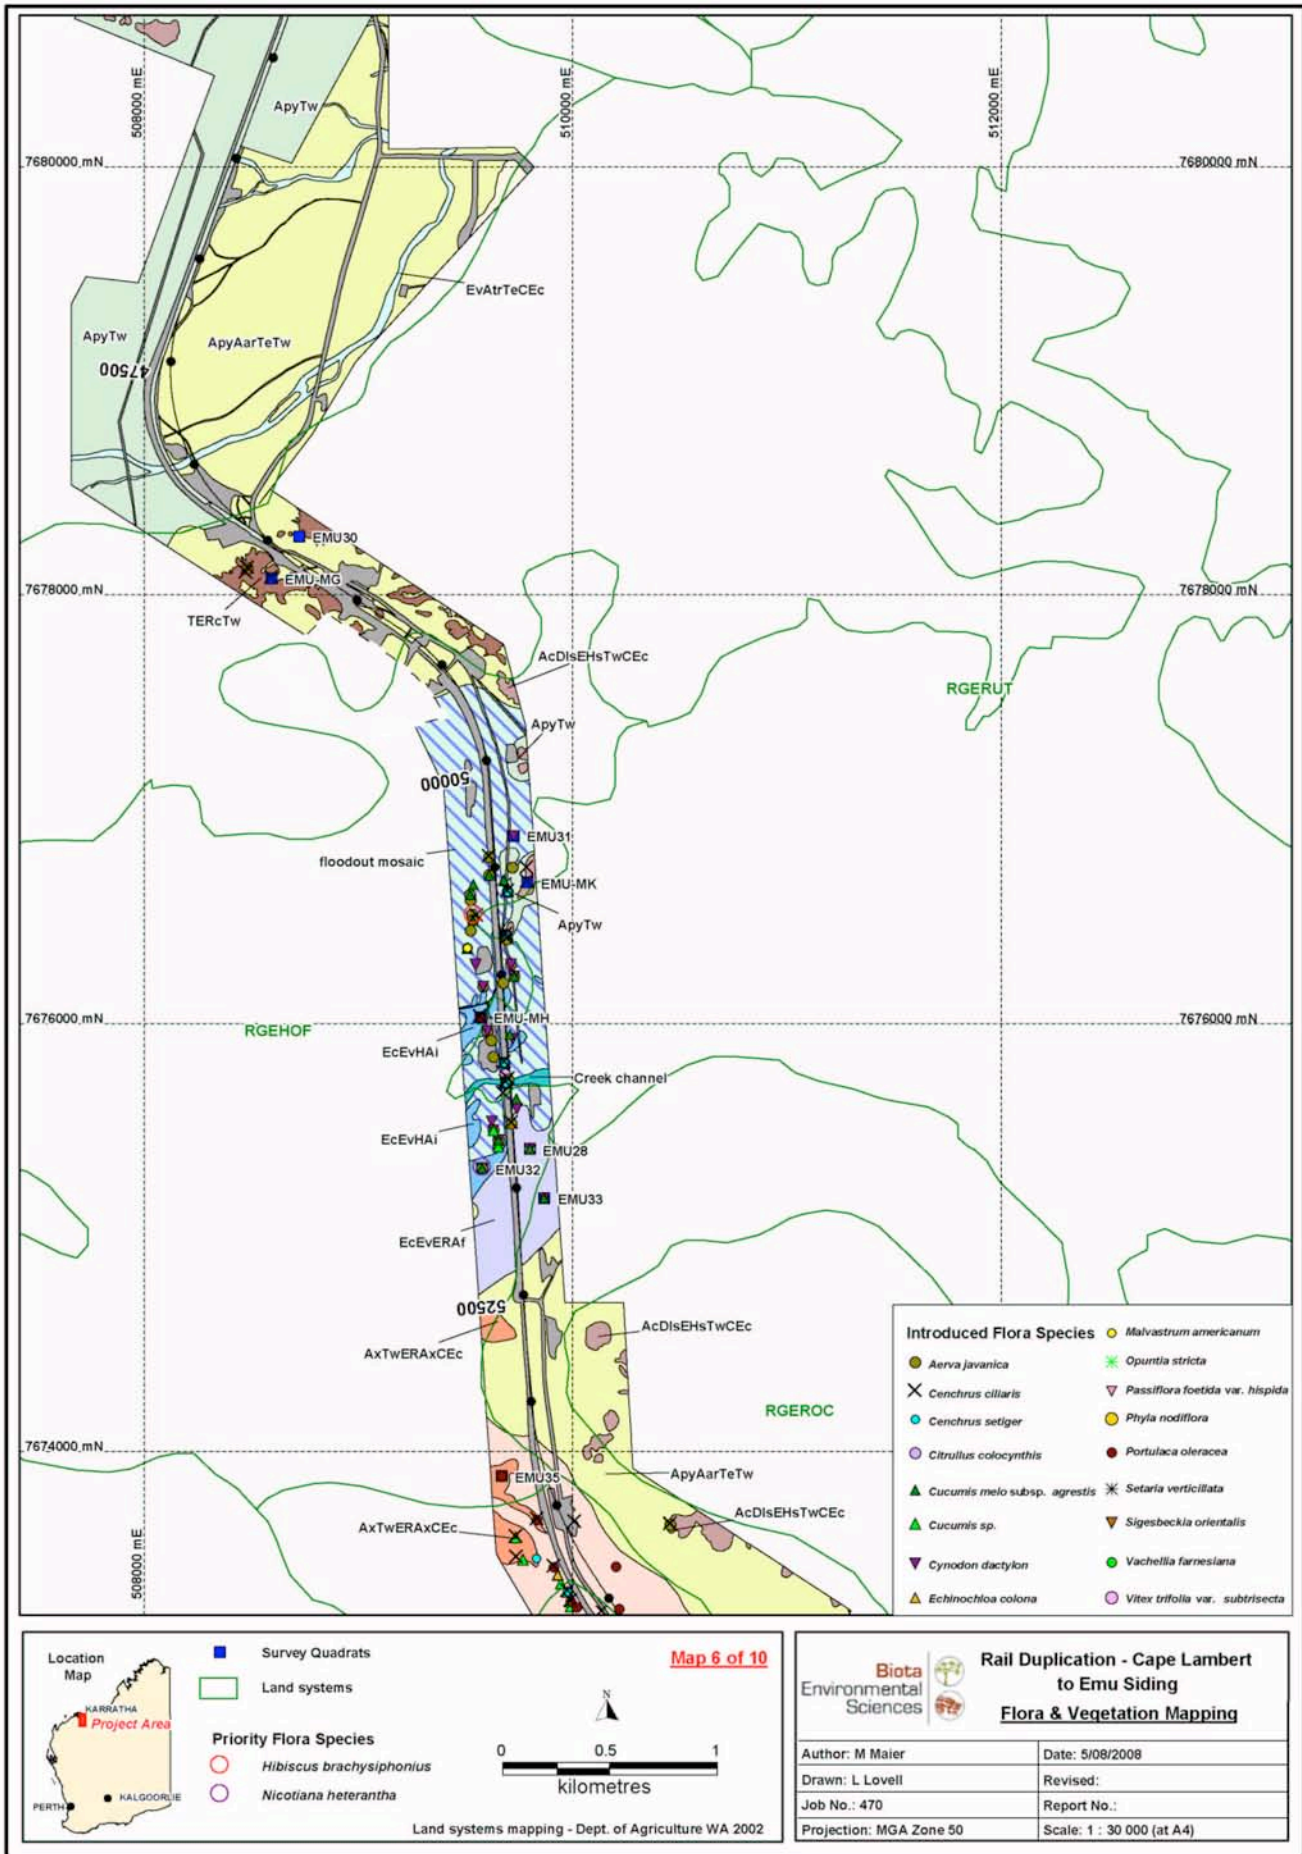 508000 mE
510000 mE
512000 mE
ApyTw
7680000 mN
7680000 mN
EvAtrTeCEc
ApyTw
ApyAarTeTw
47500
EMU30
EMU-MG
7678000 mN
7678000 mN
TERcTw
AcDIsEHsTwCEc
RGERUT
ApyTw
50000
EMU31
floodout mosaic
EMU-MK
ApyTw
EMU-MH
7676000 mN
7676000 mN
RGEHOF
EcEvHAi
Creek channel
EcEvHAi
EMU28
EMU32
EMU33
EcEvERAf
52500
AcDIsEHsTwCEc
AxTwERAxCEc
RGEROC
7674000 mN
EMU35
ApyAarTeTw
AcDIsEHsTwCEc
AxTwERAxCEc
508000 mE
Introduced Flora Species
Aerva javanica
Cenchrus ciliaris
Cenchrus setiger
Citrullus colocynthis
Cucumis melo subsp. agrestis
Cucumis sp.
Cynodon dactylon
Echinochloa colona
Malvastrum americanum
Opuntia stricta
Passiflora foetida var. hispida
Phyla nodiflora
Portulaca oleracea
Setaria verticillata
Sigesbeckia orientalis
Vachellia farnesiana
Vitex trifolia var. subtrisecta
Location
Map
KARRATHA
Project Area
PERTH
KALGOORLIE
Survey Quadrats
Land systems
Priority Flora Species
Hibiscus brachysiphonius
Nicotiana heterantha
Map 6 of 10
N
0 0.5 1
kilometres
Land systems mapping - Dept. of Agriculture WA 2002
Biota
Environmental
Sciences
Rail Duplication - Cape Lambert
to Emu Siding
Flora & Vegetation Mapping
Author: M Maier
Date: 5/08/2008
Drawn: L Lovell
Revised:
Job No.: 470
Report No.:
Projection: MGA Zone 50
Scale: 1 : 30 000 (at A4)